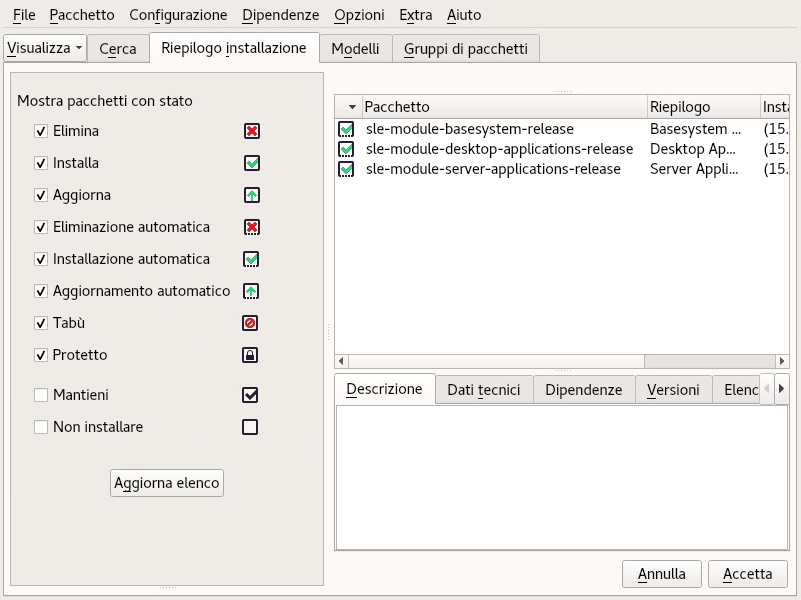 File Pacchetto Configurazione Dipendenze Opzioni Extra Aiuto
Visualizza Cerca Riepilogo installazione Modelli Gruppi di pacchetti
Mostra pacchetti con stato
Elimina
Installa
Aggiorna
Eliminazione automatica
Installazione automatica
Aggiornamento automatico
Tabù
Protetto
Mantieni
Non installare
Aggiorna elenco
Pacchetto Riepilogo Insta
sle-module-basesystem-release Basesystem ... (15.
sle-module-desktop-applications-release Desktop Ap... (15.
sle-module-server-applications-release Server Appli... (15.
Descrizione Dati tecnici Dipendenze Versioni Elenc
Annulla Accetta